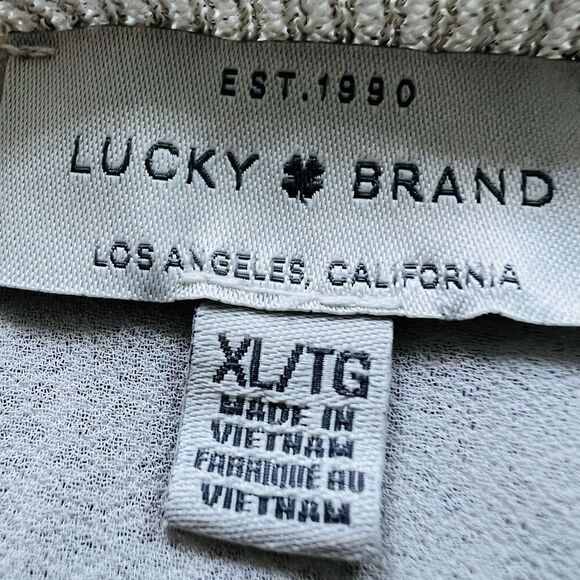 EST.1990
LUCKY BRAND
LOS ANGELES, CALIFORNIA
XL/TG
MADE IN
VIETNAM
FABRIQUE AU
VIETNAM